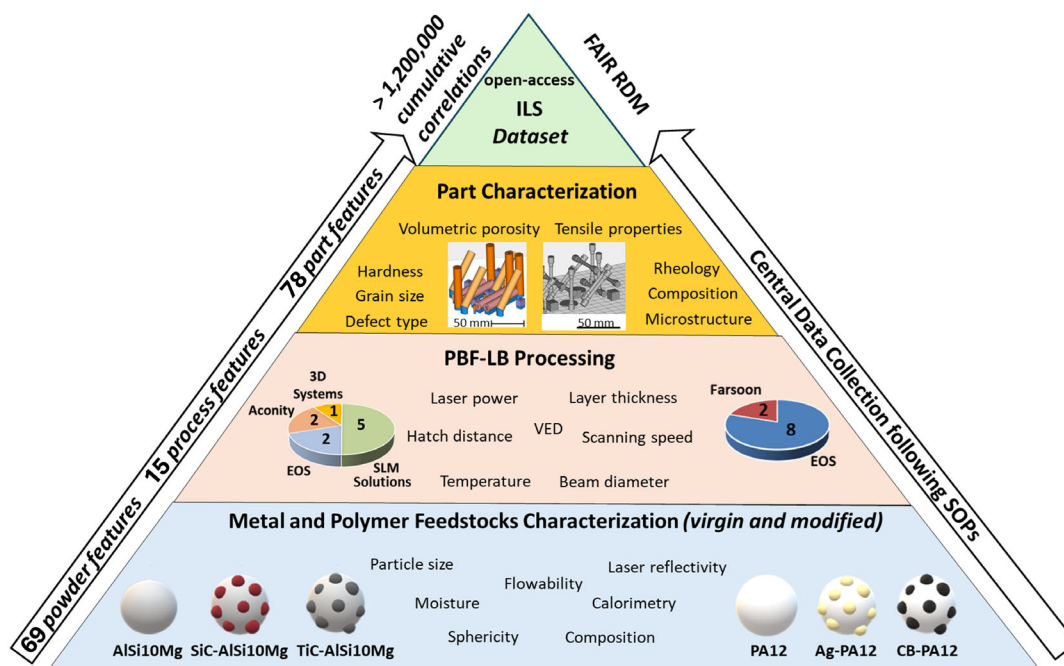 > 1,200,000
cumulative
correlations
FAIR RDM
open-access
ILS
Dataset
78 part features
15 process features
69 powder features
Central Data Collection following SOPs
Part Characterization
Volumetric porosity
Tensile properties
Hardness
Grain size
Defect type
50 mm
50 mm
Rheology
Composition
Microstructure
PBF-LB Processing
3D
Systems
Aconity
1
2
2
5
EOS
SLM
Solutions
Laser power
Layer thickness
Hatch distance
VED
Scanning speed
Temperature
Beam diameter
Farsoon
2
8
EOS
Metal and Polymer Feedstocks Characterization (virgin and modified)
Particle size
Flowability
Laser reflectivity
Moisture
Calorimetry
Sphericity
Composition
AlSi10Mg
SiC-AlSi10Mg
TiC-AlSi10Mg
PA12
Ag-PA12
CB-PA12